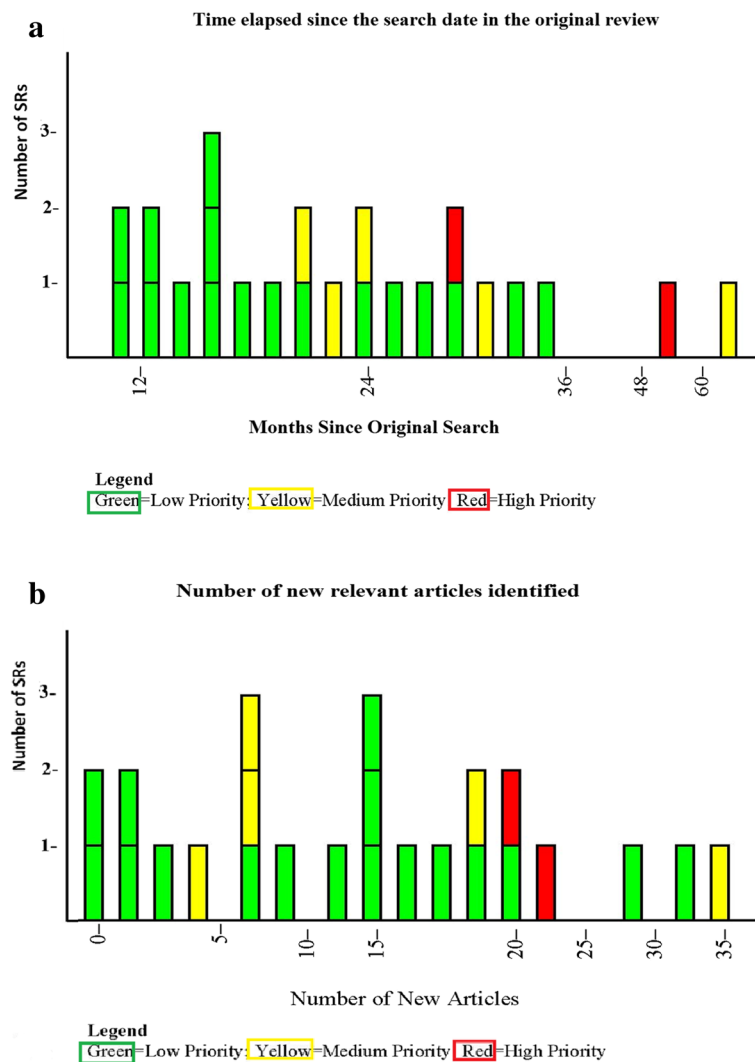 a
Time elapsed since the search date in the original review
Number of SRs
3-
2-
1-
12-
24-
36-
48-
60-
Months Since Original Search
Legend
Green=Low Priority; Yellow=Medium Priority Red=High Priority
b
Number of new relevant articles identified
Number of SRs
3-
2-
1-
0-
5-
10-
15-
20-
25-
30-
35-
Number of New Articles
Legend
Green=Low Priority; Yellow=Medium Priority Red=High Priority